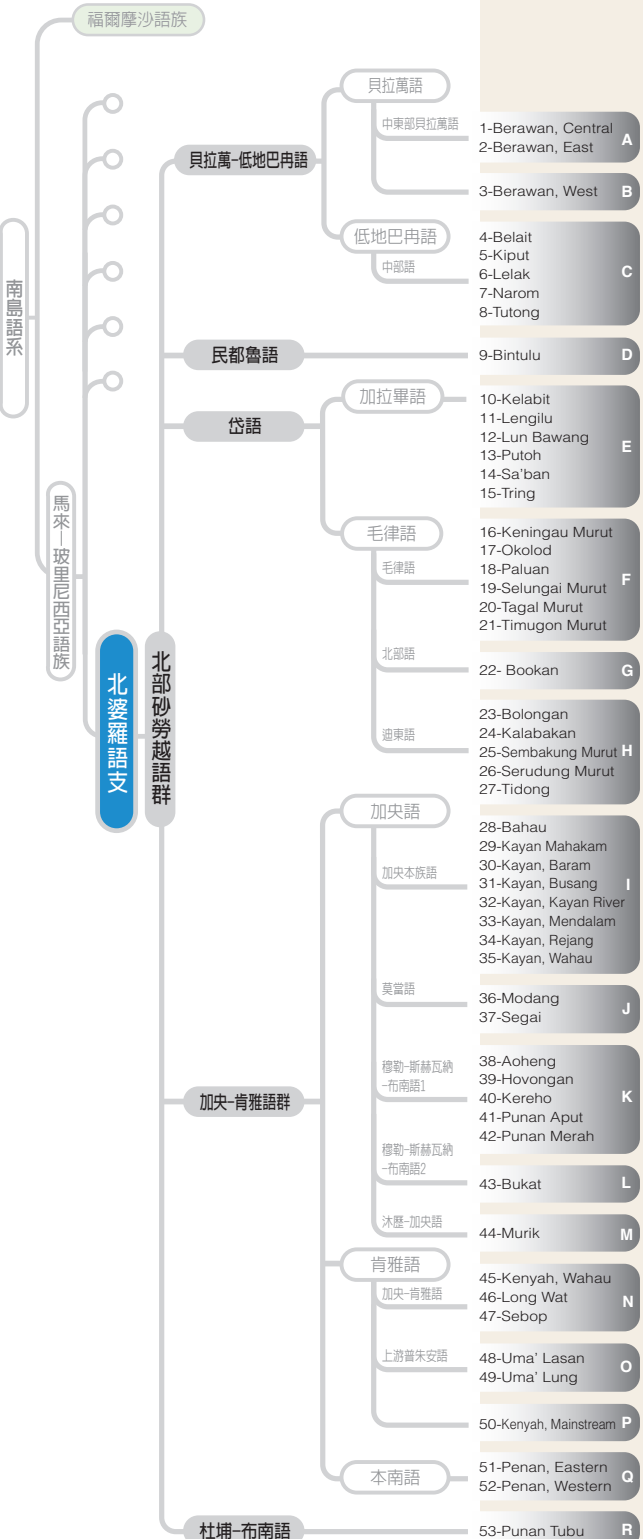 福爾摩沙語族
南島語系
馬來—玻里尼西亞語族
北婆羅語支
北部砂勞越語群
貝拉萬-低地巴冉語
貝拉萬語
中東部貝拉萬語
1-Berawan, Central
2-Berawan, East
A
3-Berawan, West
B
低地巴冉語
中部語
4-Belait
5-Kiput
6-Lelak
7-Narom
8-Tutong
C
民都魯語
9-Bintulu
D
岱語
加拉畢語
10-Kelabit
11-Lengilu
12-Lun Bawang
13-Putoh
14-Sa'ban
15-Tring
E
毛律語
毛律語
16-Keningau Murut
17-Okolod
18-Paluan
19-Selungai Murut
20-Tagal Murut
21-Timugon Murut
F
北部語
22- Bookan
G
迪東語
23-Bolongan
24-Kalabakan
25-Sembakung Murut
26-Serudung Murut
27-Tidong
H
加央-肯雅語群
加央語
加央本族語
28-Bahau
29-Kayan Mahakam
30-Kayan, Baram
31-Kayan, Busang
32-Kayan, Kayan River
33-Kayan, Mendalam
34-Kayan, Rejang
35-Kayan, Wahau
I
莫當語
36-Modang
37-Segai
J
穆勒-斯赫瓦納
-布南語1
38-Aoheng
39-Hovongan
40-Kereho
41-Punan Aput
42-Punan Merah
K
穆勒-斯赫瓦納
-布南語2
43-Bukat
L
沐歷-加央語
44-Murik
M
肯雅語
加央-肯雅語
45-Kenyah, Wahau
46-Long Wat
47-Sebop
N
上游普朱安語
48-Uma' Lasan
49-Uma' Lung
O
50-Kenyah, Mainstream
P
本南語
51-Penan, Eastern
52-Penan, Western
Q
杜埔-布南語
53-Punan Tubu
R